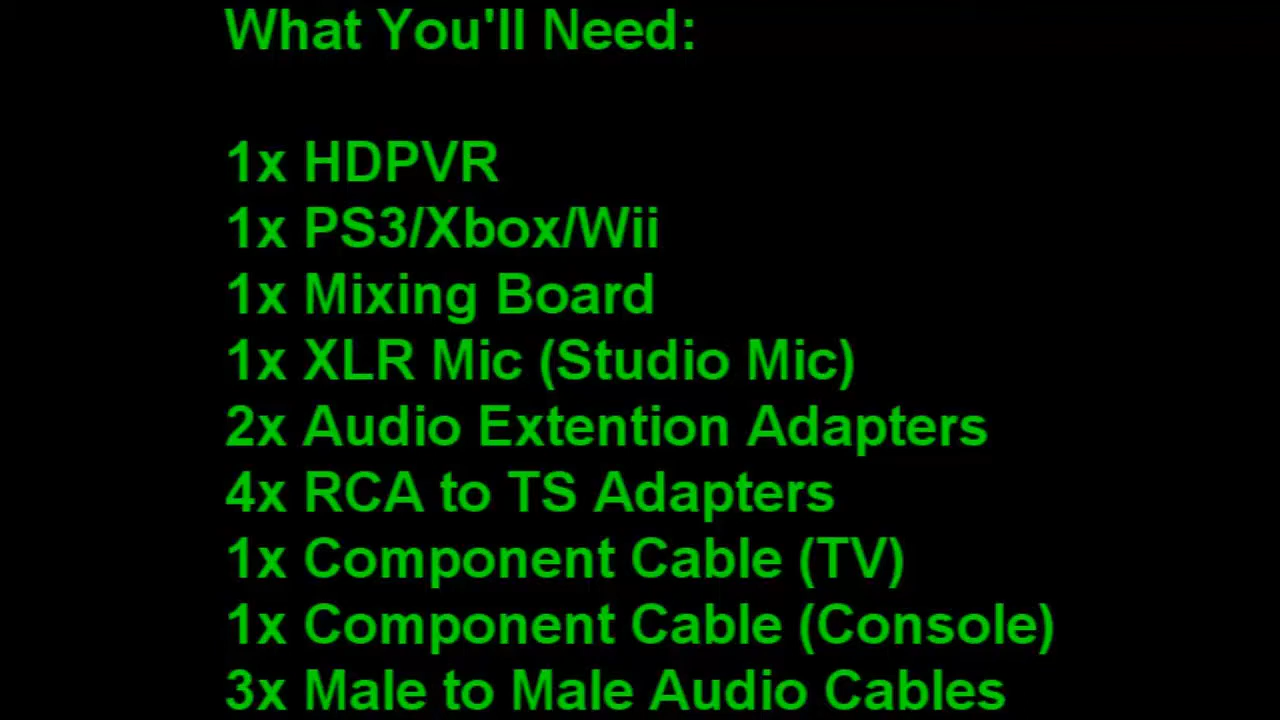 What You'll Need:
1x HDPVR
1x PS3/Xbox/Wii
1x Mixing Board
1x XLR Mic (Studio Mic)
2x Audio Extention Adapters
4x RCA to TS Adapters
1x Component Cable (TV)
1x Component Cable (Console)
3x Male to Male Audio Cables